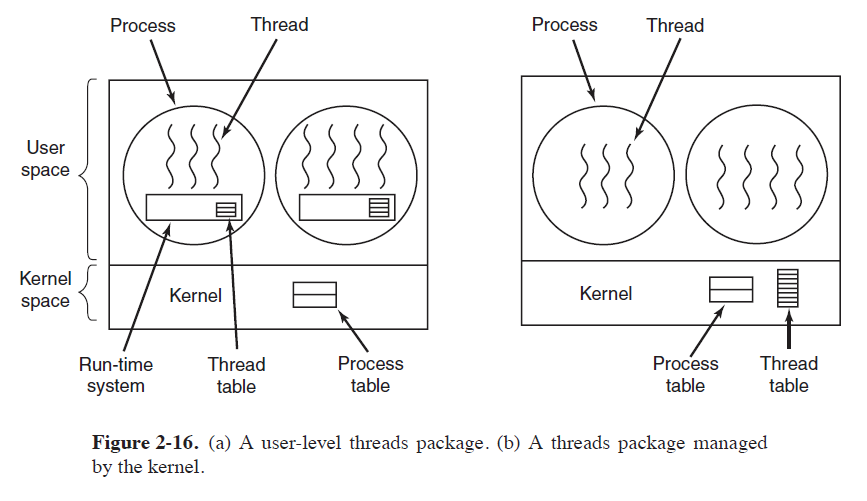 Process
Thread
Process
Thread
User
space
Kernel
space
Kernel
Kernel
Run-time
system
Thread
table
Process
table
Process
table
Thread
table
Figure 2-16. (a) A user-level threads package. (b) A threads package managed
by the kernel.